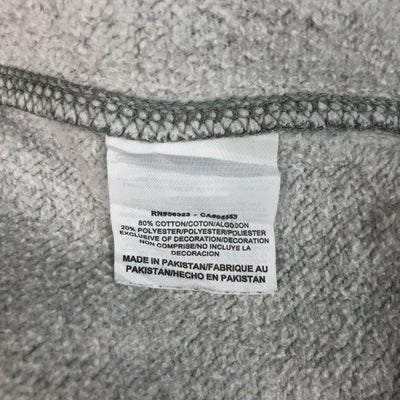 80% COTTON/COTON/ALGODON
20% POLYESTER/POLYESTER/POLIESTER
EXCLUSIVE OF DECORATION/DECORATION
NON COMPRISE/NO INCLUYE LA
DECORACION
MADE IN PAKISTAN/FABRIQUE AU
PAKISTAN/HECHO EN PAKISTAN